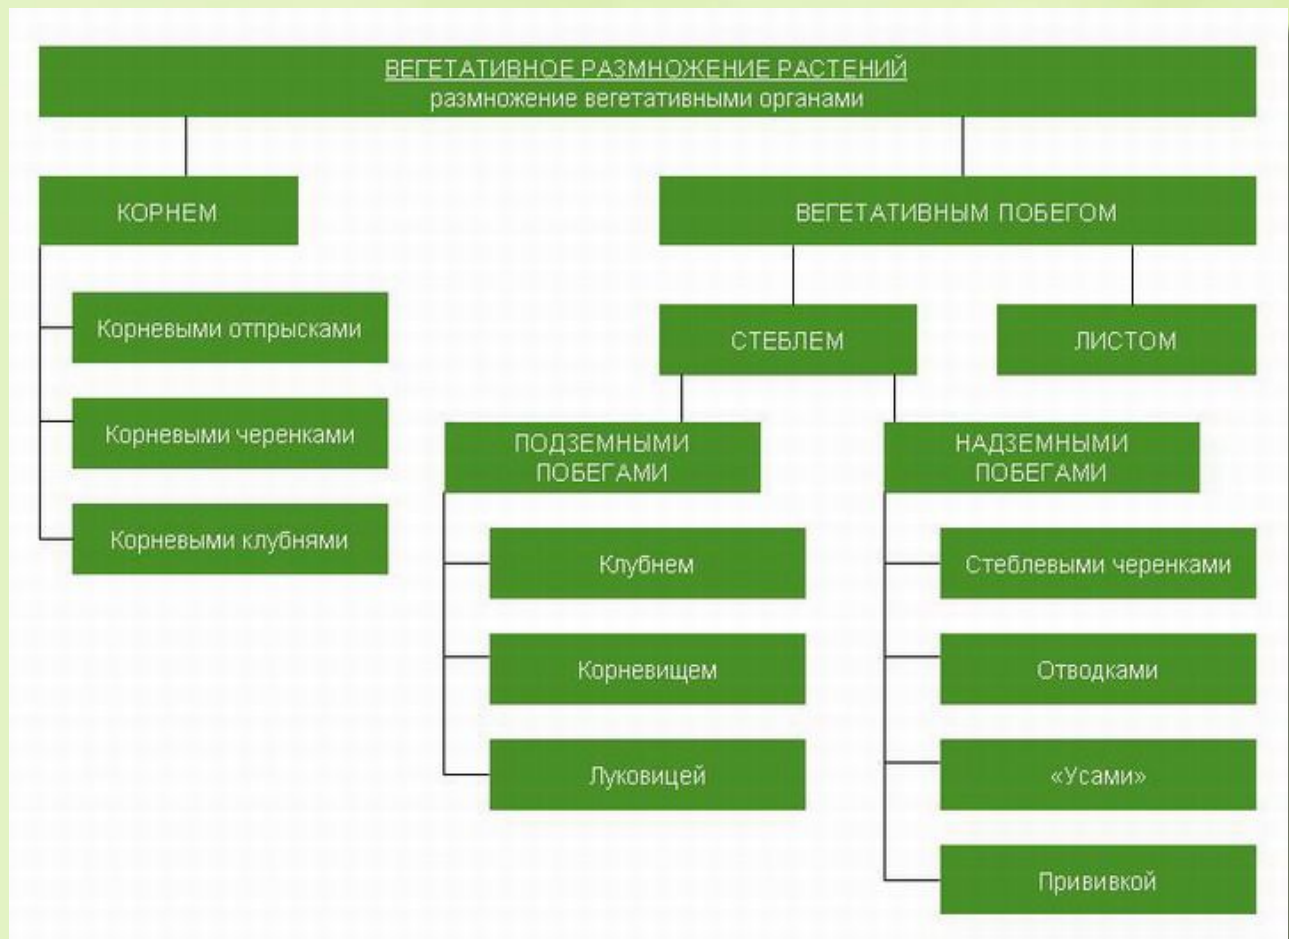 ВЕГЕТАТИВНОЕ РАЗМНОЖЕНИЕ РАСТЕНИЙ
размножение вегетативными органами
КОРНЕМ
ВЕГЕТАТИВНЫМ ПОБЕГОМ
Корневыми отпрысками
Корневыми черенками
Корневыми клубнями
СТЕБЛЕМ
ЛИСТОМ
ПОДЗЕМНЫМИ
ПОБЕГАМИ
Клубнем
Корневищем
Луковицей
НАДЗЕМНЫМИ
ПОБЕГАМИ
Стеблевыми черенками
Отводками
«Усами»
Прививкой